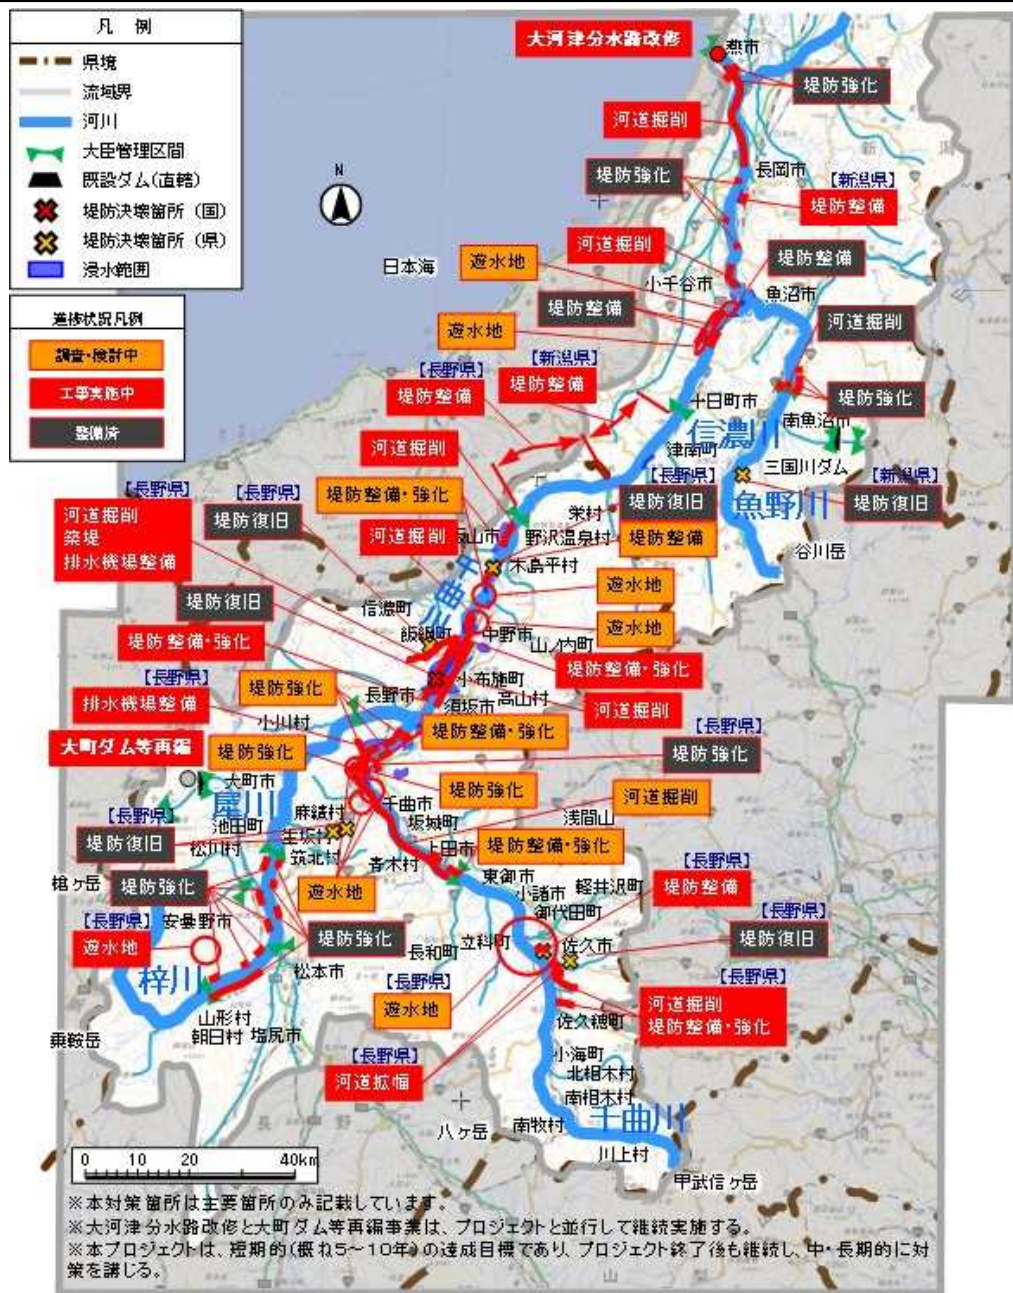 凡 例
県境
流域界
河川
大臣管理区間
既設ダム(直轄)
堤防決壊箇所（国）
堤防決壊箇所（県）
浸水範囲
進捗状況凡例
調査・検討中
工事実施中
整備済
N
日本海
大河津分水路改修
燕市
堤防強化
河道掘削
堤防強化
長岡市
【新潟県】
堤防整備
河道掘削
遊水地
堤防整備
小千谷市
魚沼市
堤防整備
河道掘削
遊水地
【長野県】
堤防整備
【新潟県】
堤防整備
堤防強化
十日町市
南魚沼市
信濃川
津南町
三国川ダム
河道掘削
【長野県】
堤防復旧
【新潟県】
堤防復旧
魚野川
谷川岳
【長野県】
河道掘削
築堤
排水機場整備
【長野県】
堤防復旧
堤防整備・強化
河道掘削
栄村
野沢温泉村
堤防整備
木島平村
遊水地
堤防復旧
信濃町
飯綱町
中野市
山ノ内町
遊水地
堤防整備・強化
堤防整備・強化
小布施町
長野市
高山村
須坂市
河道掘削
【長野県】
排水機場整備
堤防強化
小川村
堤防整備・強化
【長野県】
堤防強化
大町ダム等再編
堤防強化
大町市
犀川
堤防強化
河道掘削
千曲市
麻績村
坂城町
浅間山
池田町
【長野県】
堤防復旧
松川村
生坂村
筑北村
青木村
上田市
堤防整備・強化
東御市
小諸市
軽井沢町
御代田町
【長野県】
堤防整備
槍ヶ岳
堤防強化
遊水地
【長野県】
安曇野市
遊水地
堤防強化
立科町
長和町
佐久市
【長野県】
堤防復旧
梓川
松本市
【長野県】
遊水地
【長野県】
河道掘削
堤防整備・強化
山形村
朝日村
塩尻市
乗鞍岳
佐久穂町
【長野県】
河道拡幅
小海町
北相木村
南相木村
八ヶ岳
南牧村
千曲川
川上村
甲武信ヶ岳
0 10 20 40km
※本対策箇所は主要箇所のみ記載しています。
※大河津分水路改修と大町ダム等再編事業は、プロジェクトと並行して継続実施する。
※本プロジェクトは、短期的(概ね5～10年)の達成目標であり、プロジェクト終了後も継続し、中・長期的に対
策を講じる。